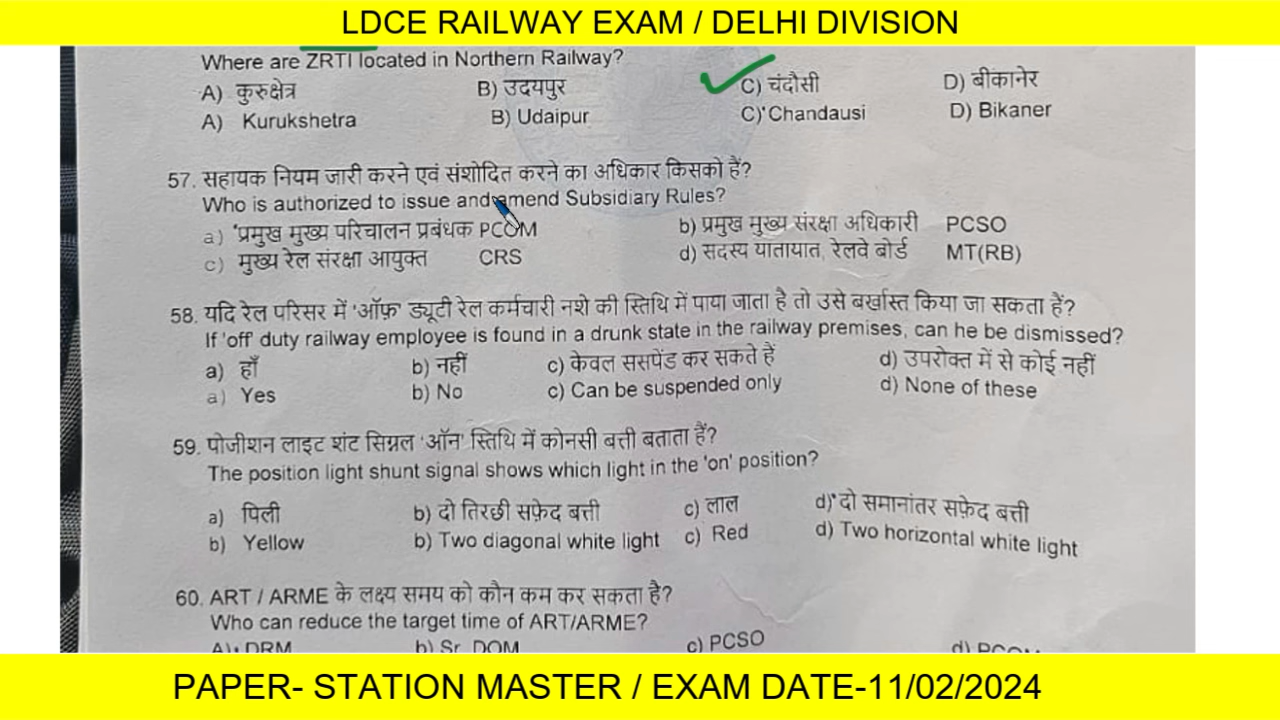 LDCE RAILWAY EXAM / DELHI DIVISION
Where are ZRTI located in Northern Railway?
A) कुरुक्षेत्र B) उदयपुर C) चंदौसी D) बीकानेर
A) Kurukshetra B) Udaipur C) Chandausi D) Bikaner
57. सहायक नियम जारी करने एवं संशोदित करने का अधिकार किसको हैं?
Who is authorized to issue and amend Subsidiary Rules?
a) प्रमुख मुख्य परिचालन प्रबंधक PCOM b) प्रमुख मुख्य संरक्षा अधिकारी PCSO
c) मुख्य रेल संरक्षा आयुक्त CRS d) सदस्य यातायात, रेलवे बोर्ड MT(RB)
58. यदि रेल परिसर में 'ऑफ़' ड्यूटी रेल कर्मचारी नशे की स्तिथि में पाया जाता है तो उसे बर्खास्त किया जा सकता हैं?
If 'off duty railway employee is found in a drunk state in the railway premises, can he be dismissed?
a) हाँ b) नहीं c) केवल ससपेंड कर सकते हैं d) उपरोक्त में से कोई नहीं
a) Yes b) No c) Can be suspended only d) None of these
59. पोजीशन लाइट शंट सिग्नल 'ऑन' स्तिथि में कोनसी बत्ती बताता हैं?
The position light shunt signal shows which light in the 'on' position?
a) पिली b) दो तिरछी सफ़ेद बत्ती c) लाल d) दो समानांतर सफ़ेद बत्ती
b) Yellow b) Two diagonal white light c) Red d) Two horizontal white light
60. ART / ARME के लक्ष्य समय को कौन कम कर सकता है?
Who can reduce the target time of ART/ARME?
A) DRM b) Sr. DOM c) PCSO d) PCOM
PAPER- STATION MASTER / EXAM DATE-11/02/2024